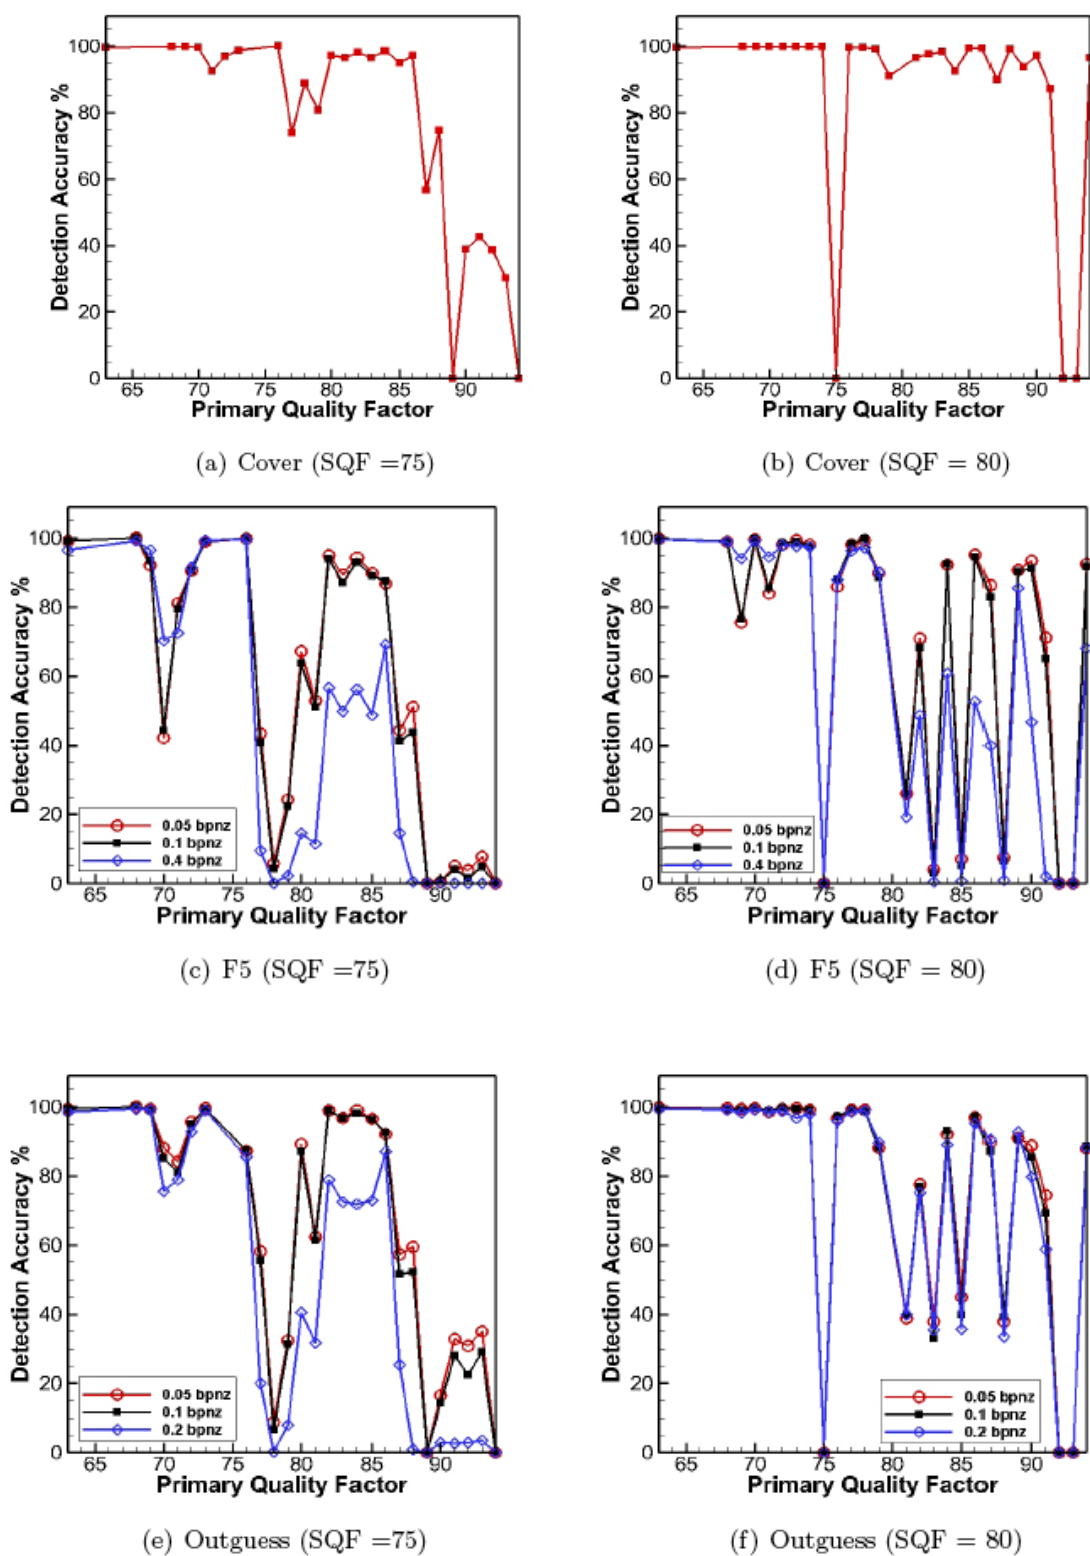 Detection Accuracy %
100
80
60
40
20
0
65 70 75 80 85 90
Primary Quality Factor
(a) Cover (SQF =75)
Detection Accuracy %
100
80
60
40
20
0
65 70 75 80 85 90
Primary Quality Factor
(b) Cover (SQF = 80)
Detection Accuracy %
100
80
60
40
20
0
0.05 bpnz
0.1 bpnz
0.4 bpnz
65 70 75 80 85 90
Primary Quality Factor
(c) F5 (SQF =75)
Detection Accuracy %
100
80
60
40
20
0
0.05 bpnz
0.1 bpnz
0.4 bpnz
65 70 75 80 85 90
Primary Quality Factor
(d) F5 (SQF = 80)
Detection Accuracy %
100
80
60
40
20
0
0.05 bpnz
0.1 bpnz
0.2 bpnz
65 70 75 80 85 90
Primary Quality Factor
(e) Outguess (SQF =75)
Detection Accuracy %
100
80
60
40
20
0
0.05 bpnz
0.1 bpnz
0.2 bpnz
65 70 75 80 85 90
Primary Quality Factor
(f) Outguess (SQF = 80)